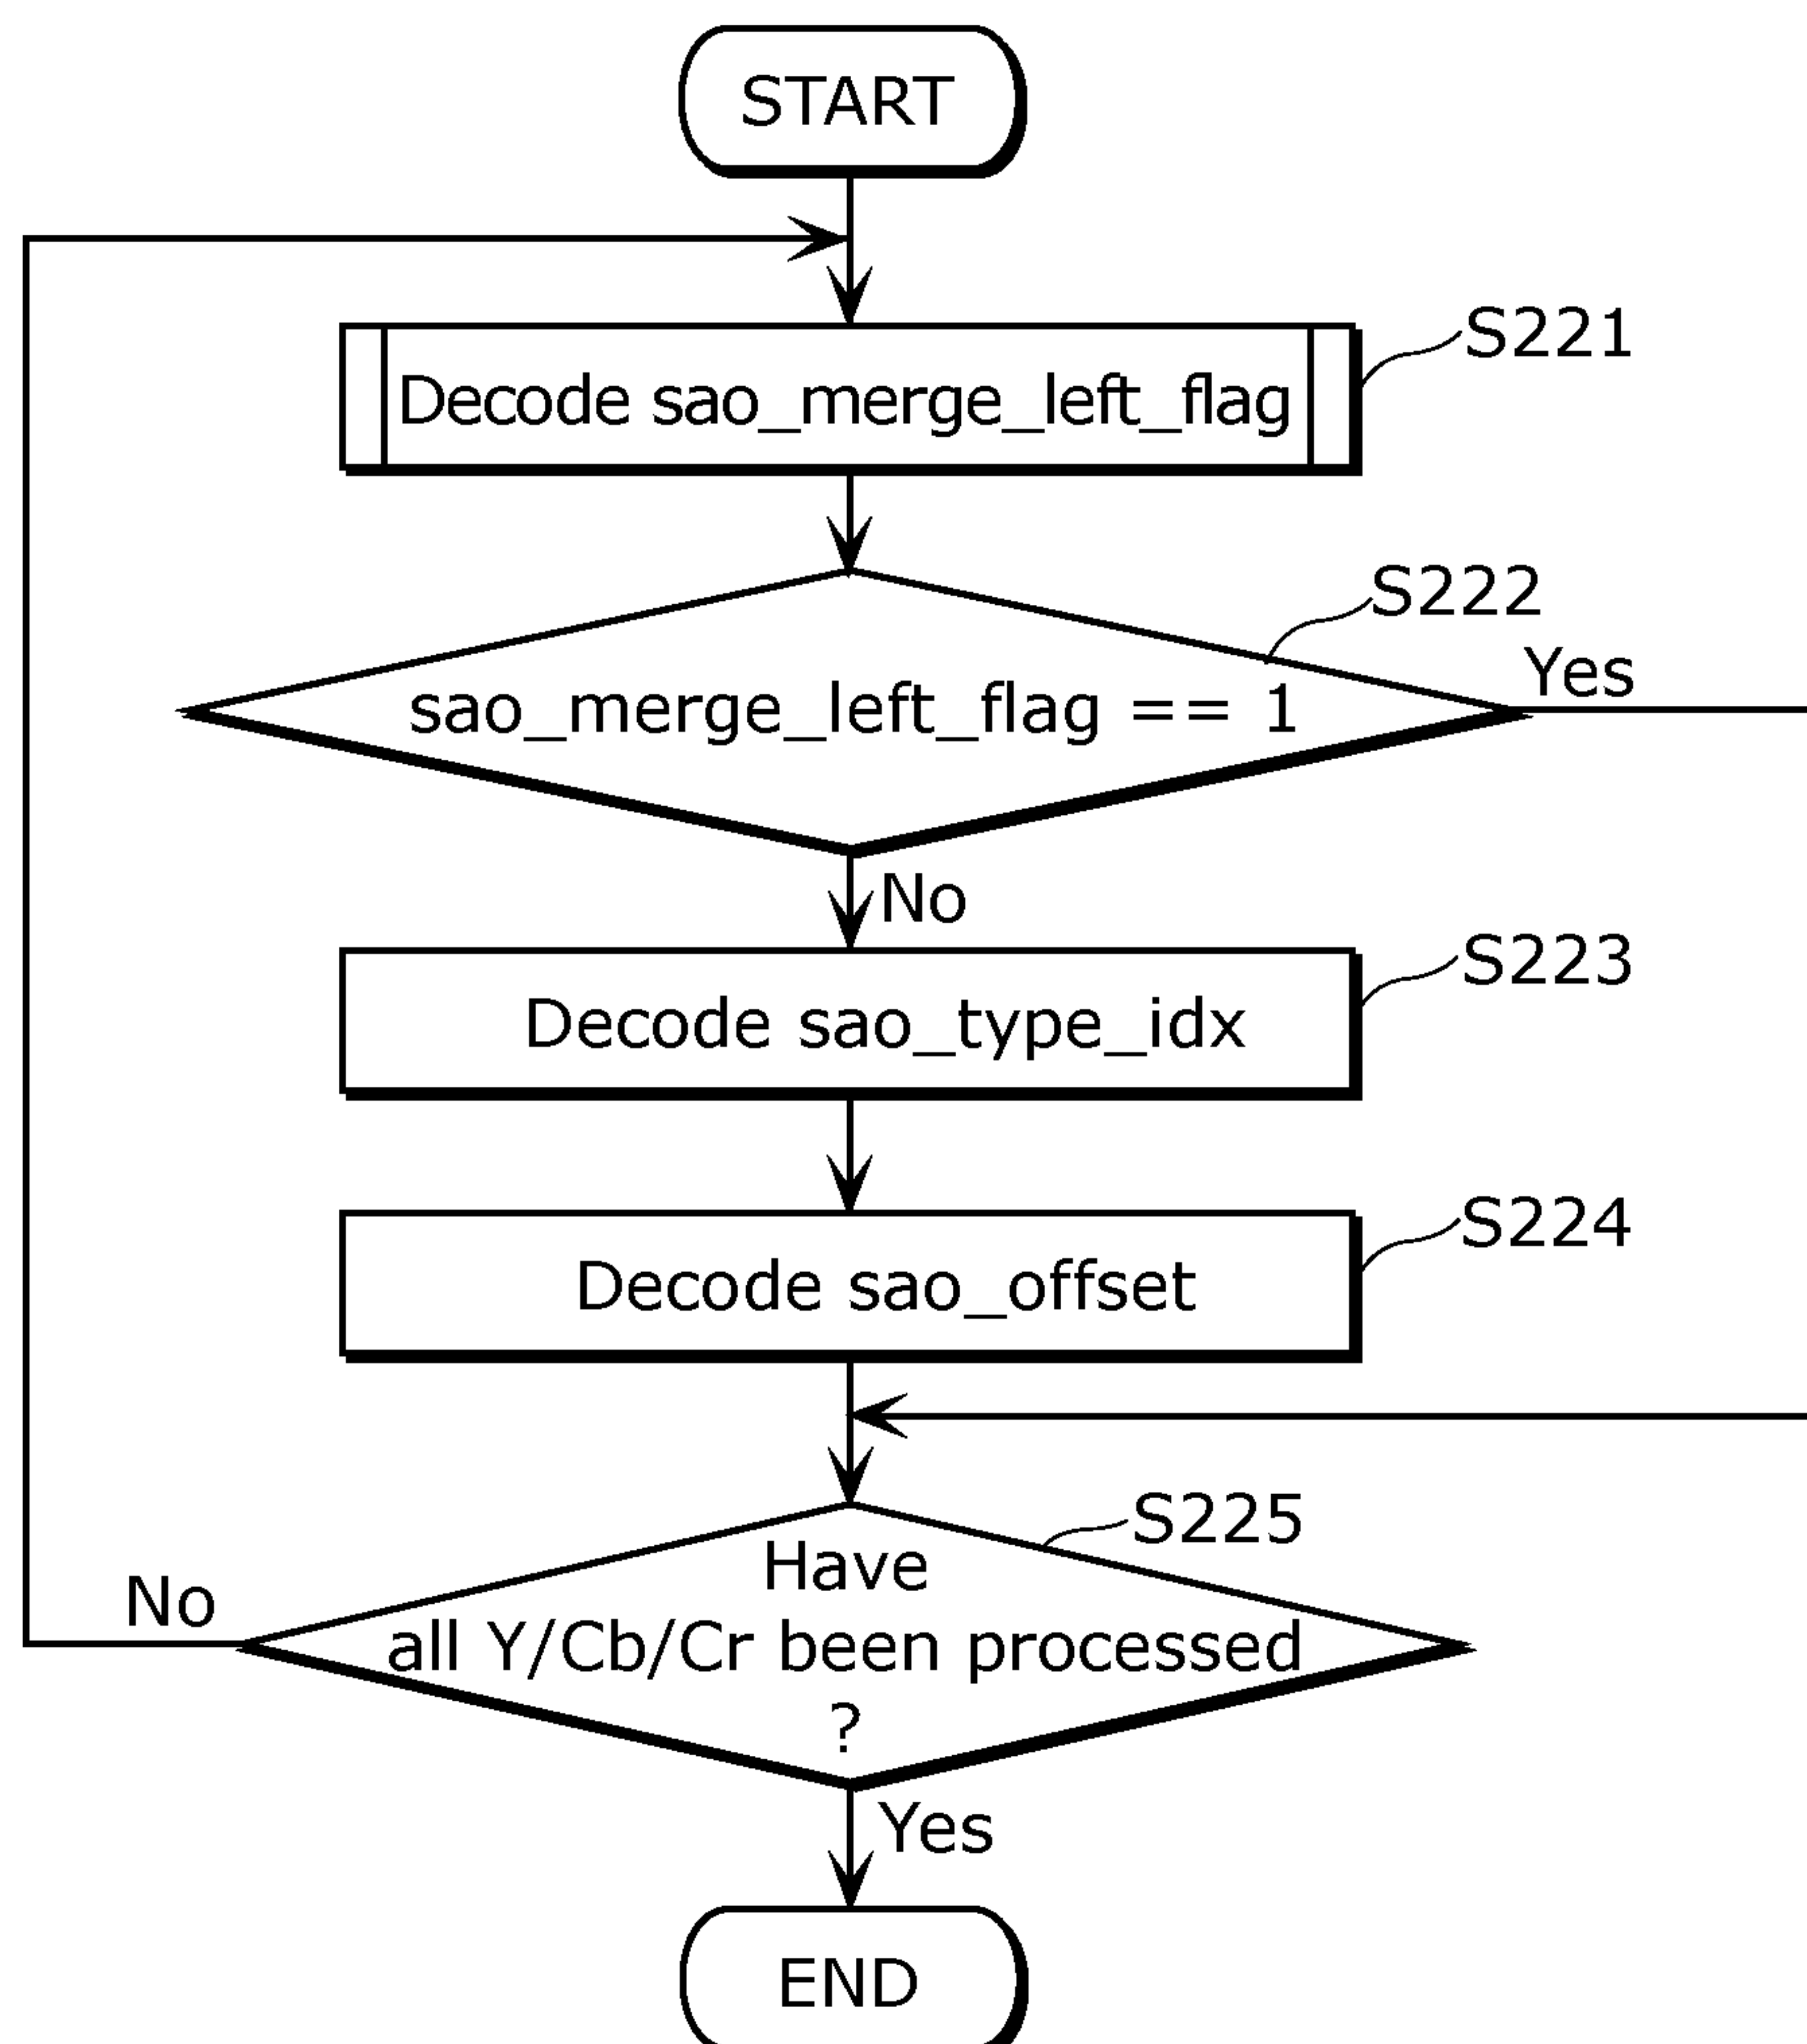 START
S221
Decode sao_merge_left_flag
S222
Yes
sao_merge_left_flag == 1
No
S223
Decode sao_type_idx
S224
Decode sao_offset
S225
Have
No
all Y/Cb/Cr been processed
?
Yes
END